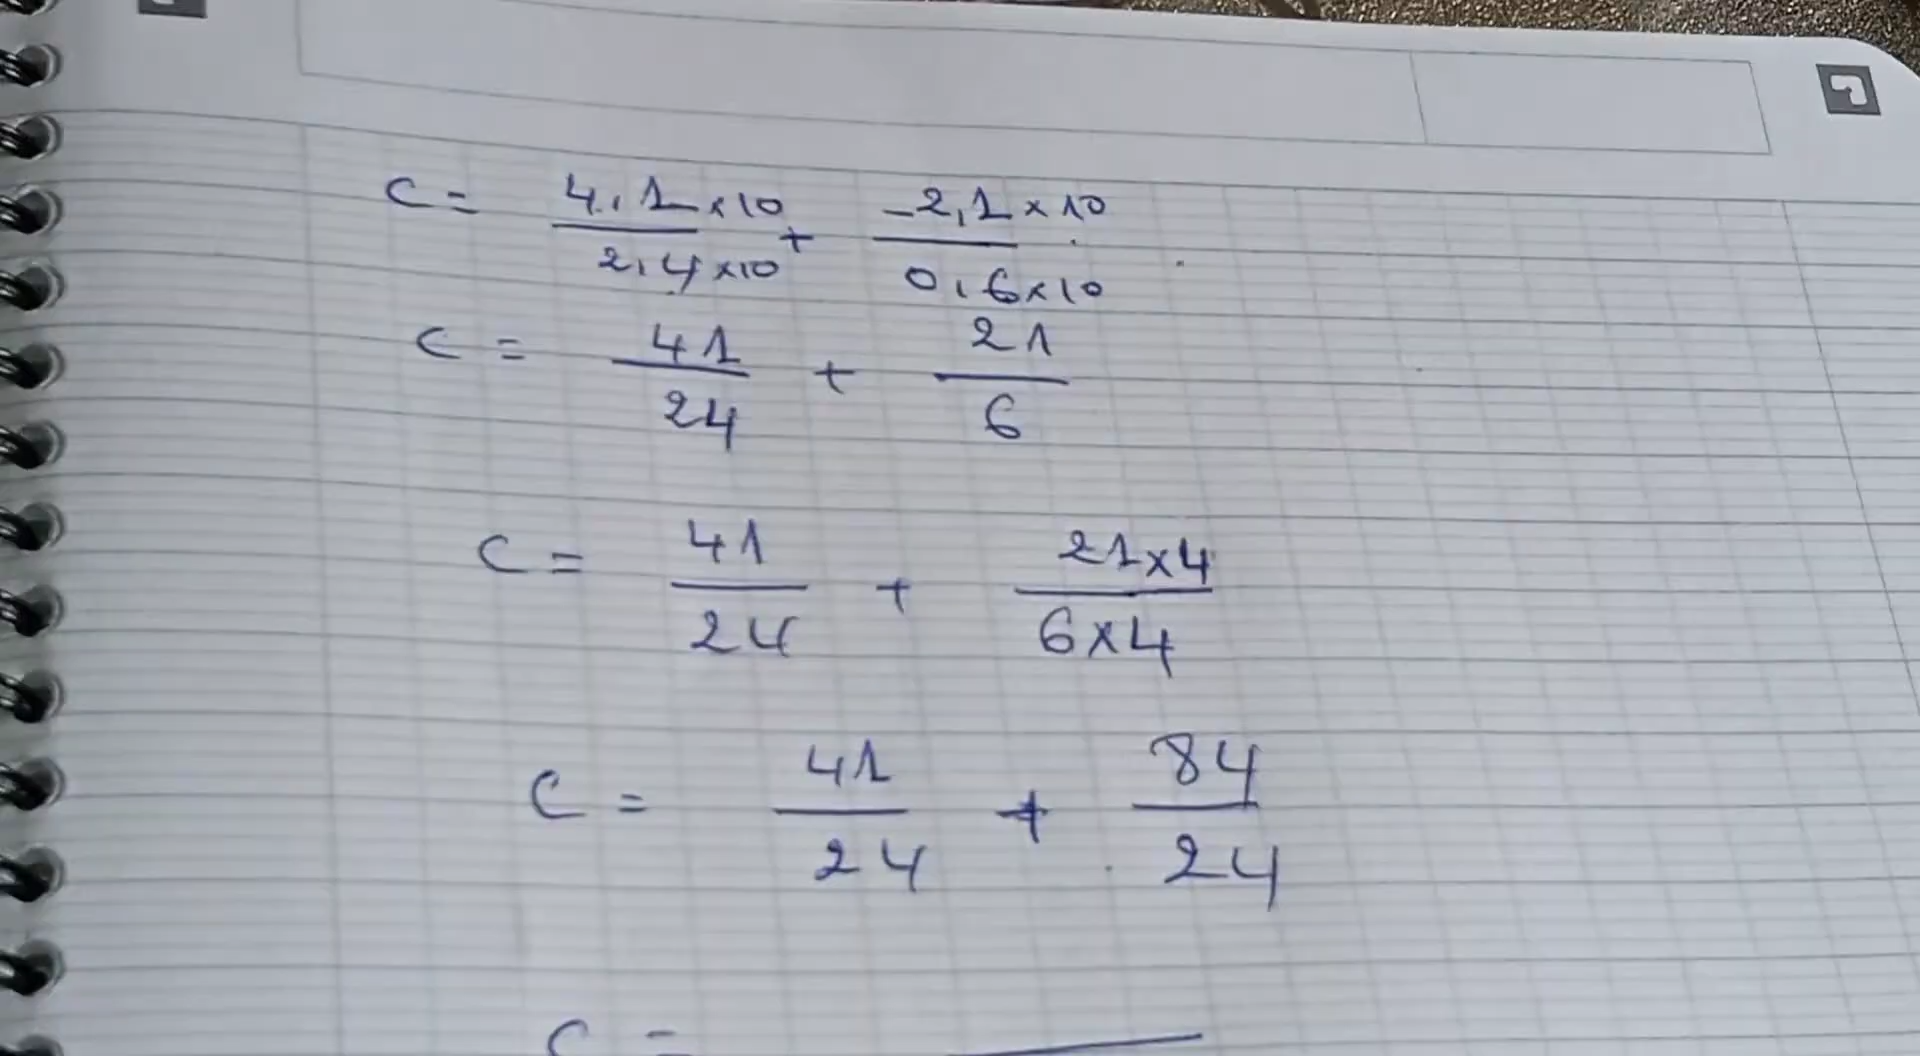 C = 4,1×10/2,4×10 + -2,1×10/0,6×10
C = 41/24 + 21/6
C = 41/24 + 21×4/6×4
C = 41/24 + 84/24
C =